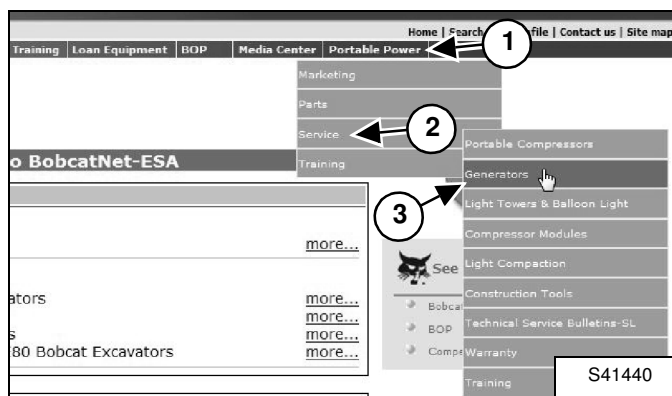 Home | Search file | Contact us | Site map
1
Training | Loan Equipment | BOP | Media Center | Portable Power
Marketing
Parts
Service
2
Training
o BobcatNet-ESA
Portable Compressors
Generators
3
Light Towers & Balloon Light
Compressor Modules
Light Compaction
Construction Tools
Technical Service Bulletins-SL
Warranty
Training
more...
ators more...
more...
s more...
80 Bobcat Excavators more...
See
BOP
S41440